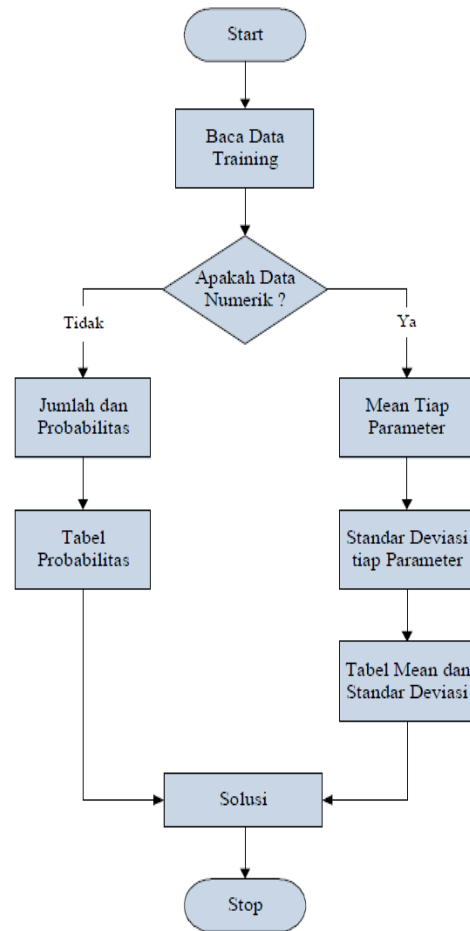 Start
Baca Data
Training
Apakah Data
Numerik ?
Tidak
Ya
Jumlah dan
Probabilitas
Mean Tiap
Parameter
Tabel
Probabilitas
Standar Deviasi
tiap Parameter
Tabel Mean dan
Standar Deviasi
Solusi
Stop